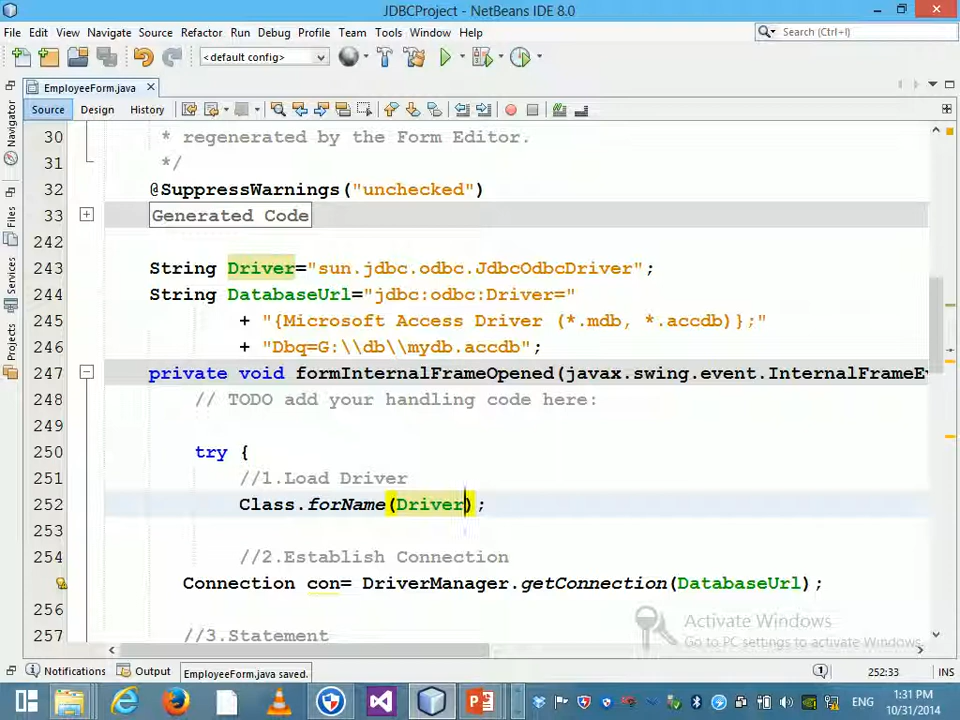 JDBCProject - NetBeans IDE 8.0
File Edit View Navigate Source Refactor Run Debug Profile Team Tools Window Help
Search (Ctrl+I)
<default config>
EmployeeForm.java
Source Design History
Navigator
Files
Services
Projects
30 * regenerated by the Form Editor.
31 */
32 @SuppressWarnings("unchecked")
33 Generated Code
242
243 String Driver="sun.jdbc.odbc.JdbcOdbcDriver";
244 String DatabaseUrl="jdbc:odbc:Driver="
245 + "{Microsoft Access Driver (*.mdb, *.accdb)};"
246 + "Dbq=G:\\db\\mydb.accdb";
247 private void formInternalFrameOpened(javax.swing.event.InternalFrameEv
248 // TODO add your handling code here:
249
250 try {
251 //1.Load Driver
252 Class.forName(Driver);
253
254 //2.Establish Connection
Connection con= DriverManager.getConnection(DatabaseUrl);
256
257 //3.Statement
Activate Windows
Go to PC settings to activate Windows.
Notifications Output EmployeeForm.java saved. 252:33 INS
ENG 1:31 PM
10/31/2014